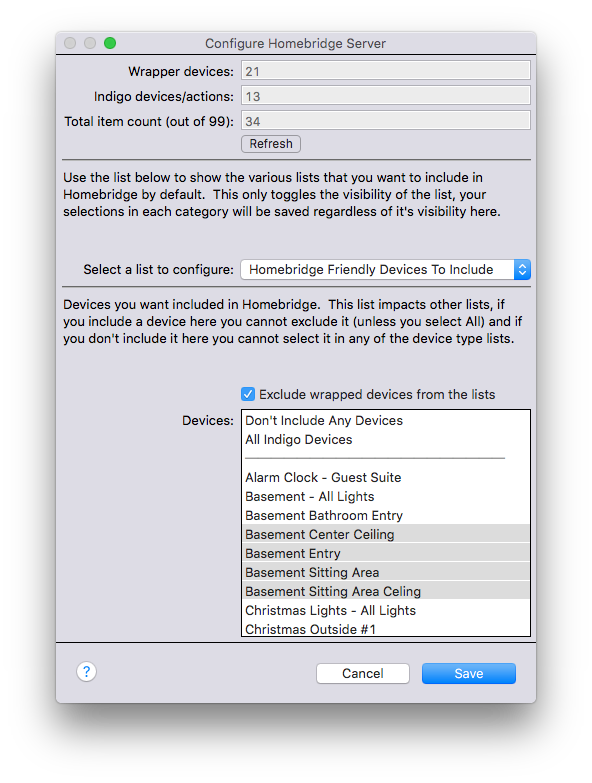 Configure Homebridge Server
Wrapper devices: 21
Indigo devices/actions: 13
Total item count (out of 99): 34
Refresh
Use the list below to show the various lists that you want to include in
Homebridge by default.  This only toggles the visibility of the list, your
selections in each category will be saved regardless of it's visibility here.
Select a list to configure: Homebridge Friendly Devices To Include
Devices you want included in Homebridge.  This list impacts other lists, if
you include a device here you cannot exclude it (unless you select All) and if
you don't include it here you cannot select it in any of the device type lists.
Exclude wrapped devices from the lists
Devices: Don't Include Any Devices
All Indigo Devices
Alarm Clock - Guest Suite
Basement - All Lights
Basement Bathroom Entry
Basement Center Ceiling
Basement Entry
Basement Sitting Area
Basement Sitting Area Celing
Christmas Lights - All Lights
Christmas Outside #1
? Cancel Save